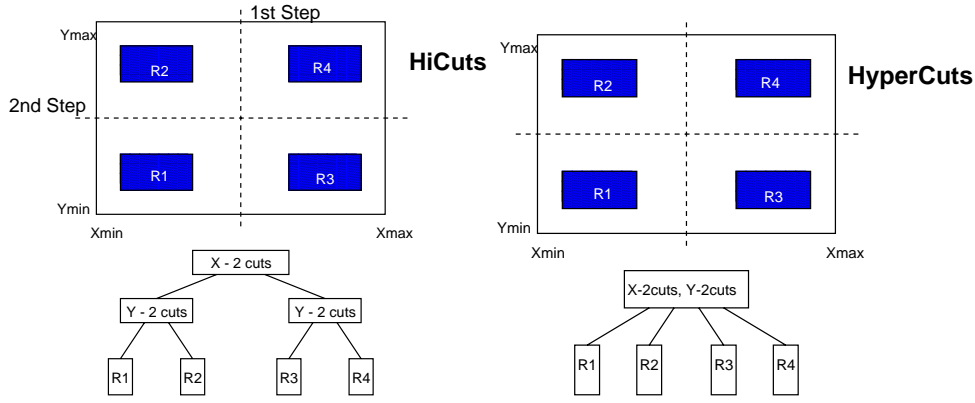 1st Step
Ymax
R2
R4
HiCuts
2nd Step
R1
R3
Ymin
Xmin
Xmax
X - 2 cuts
Y - 2 cuts
Y - 2 cuts
R1
R2
R3
R4
Ymax
R2
R4
HyperCuts
R1
R3
Ymin
Xmin
Xmax
X-2cuts, Y-2cuts
R1
R2
R3
R4